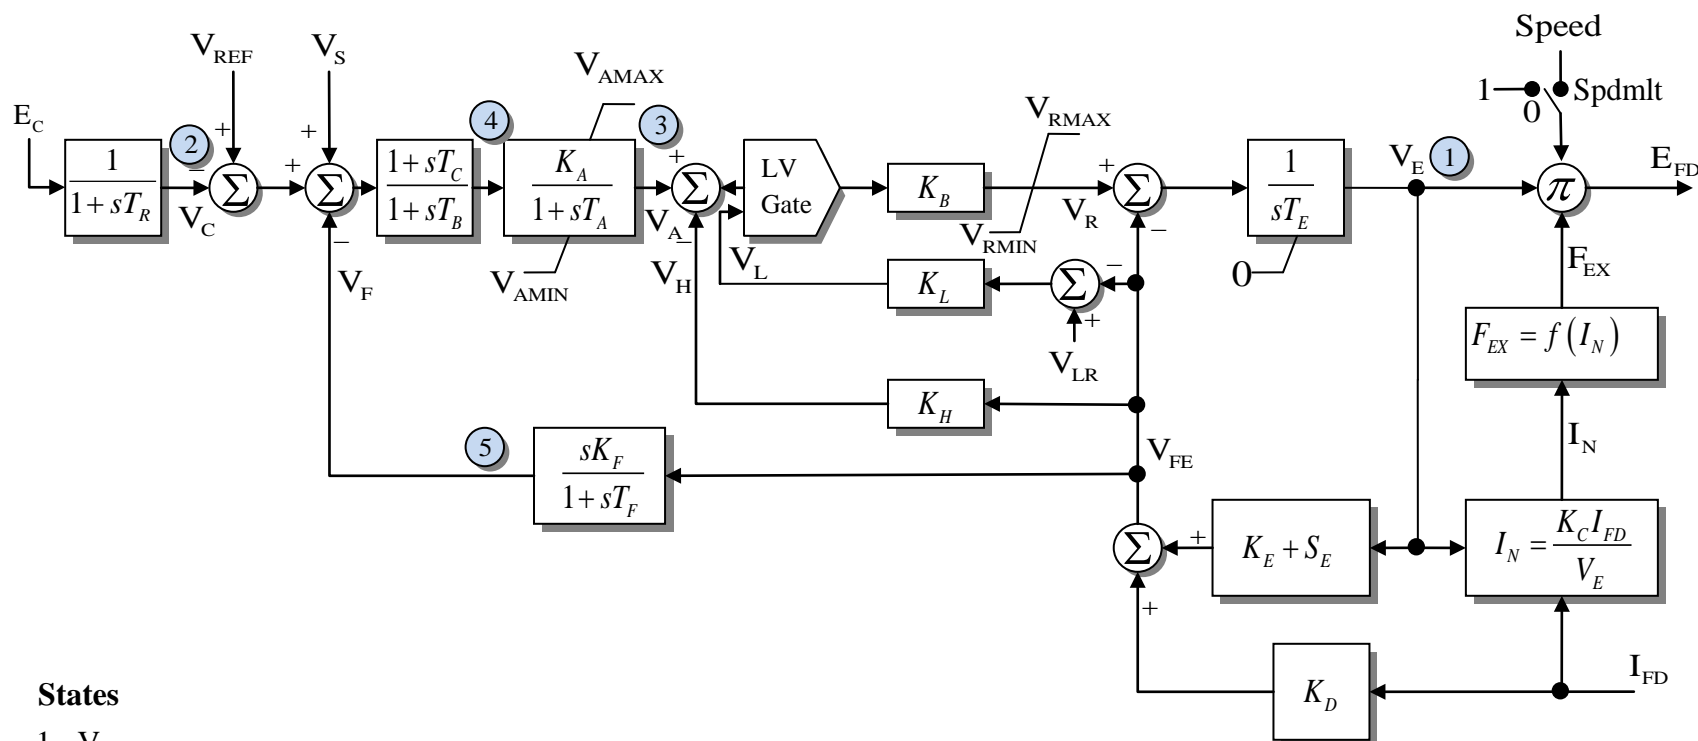 Speed
V_REF
V_S
V_AMAX
1
Spdmlt
0
E_C
2
4
3
V_RMAX
V_E
1
E_FD
+
+
+
+
+
−
1
1+sT_R
Σ
Σ
1+sT_C
1+sT_B
K_A
1+sT_A
Σ
LV
Gate
K_B
Σ
1
sT_E
π
V_C
V_A
V_R
V_RMIN
−
−
−
V_F
V_AMIN
V_H
V_L
K_L
Σ
−
+
0
F_EX
V_LR
F_EX = f(I_N)
K_H
5
sK_F
1+sT_F
V_FE
I_N
Σ
+
K_E + S_E
I_N = K_C I_FD
V_E
+
K_D
I_FD
States